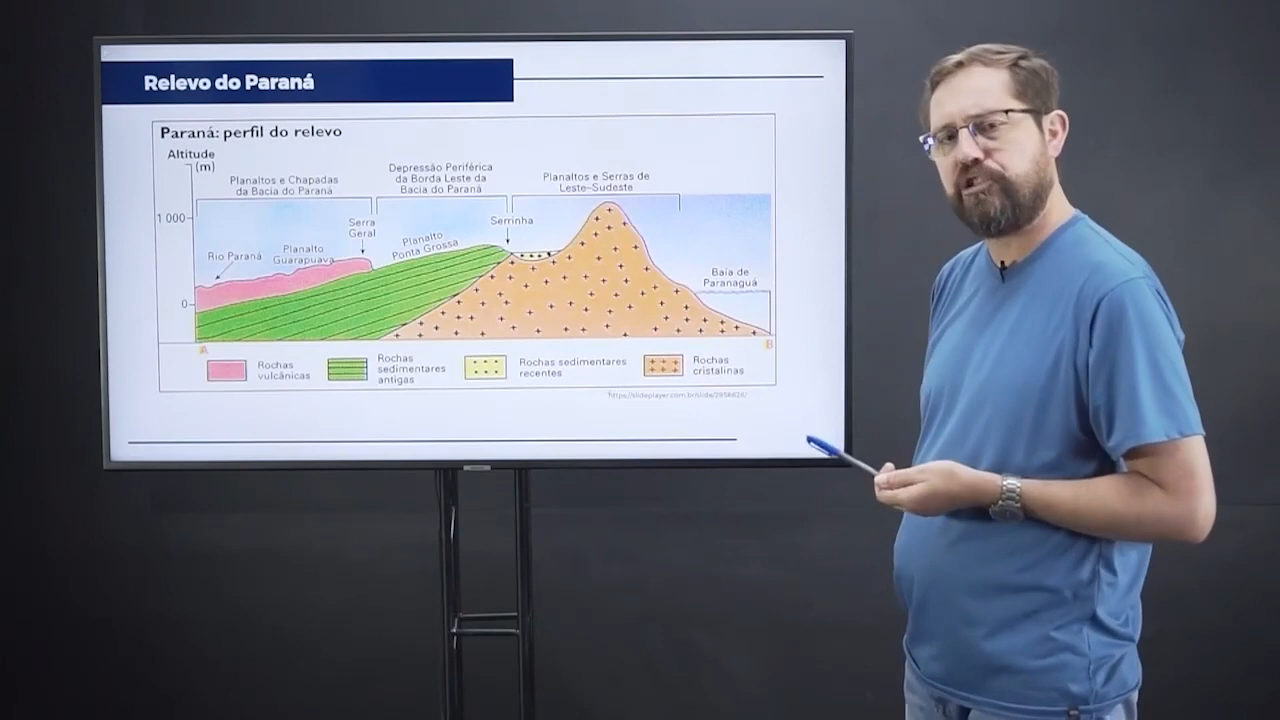 Relevo do Paraná
Paraná: perfil do relevo
Altitude
(m)
Planaltos e Chapadas
da Bacia do Paraná
Depressão Periférica
da Borda Leste da
Bacia do Paraná
Planaltos e Serras de
Leste-Sudeste
1 000
Serra
Geral
Serrinha
Rio Paraná
Planalto
Guarapuava
Planalto
Ponta Grossa
Baía de
Paranaguá
0
A
B
Rochas
vulcânicas
Rochas
sedimentares
antigas
Rochas sedimentares
recentes
Rochas
cristalinas